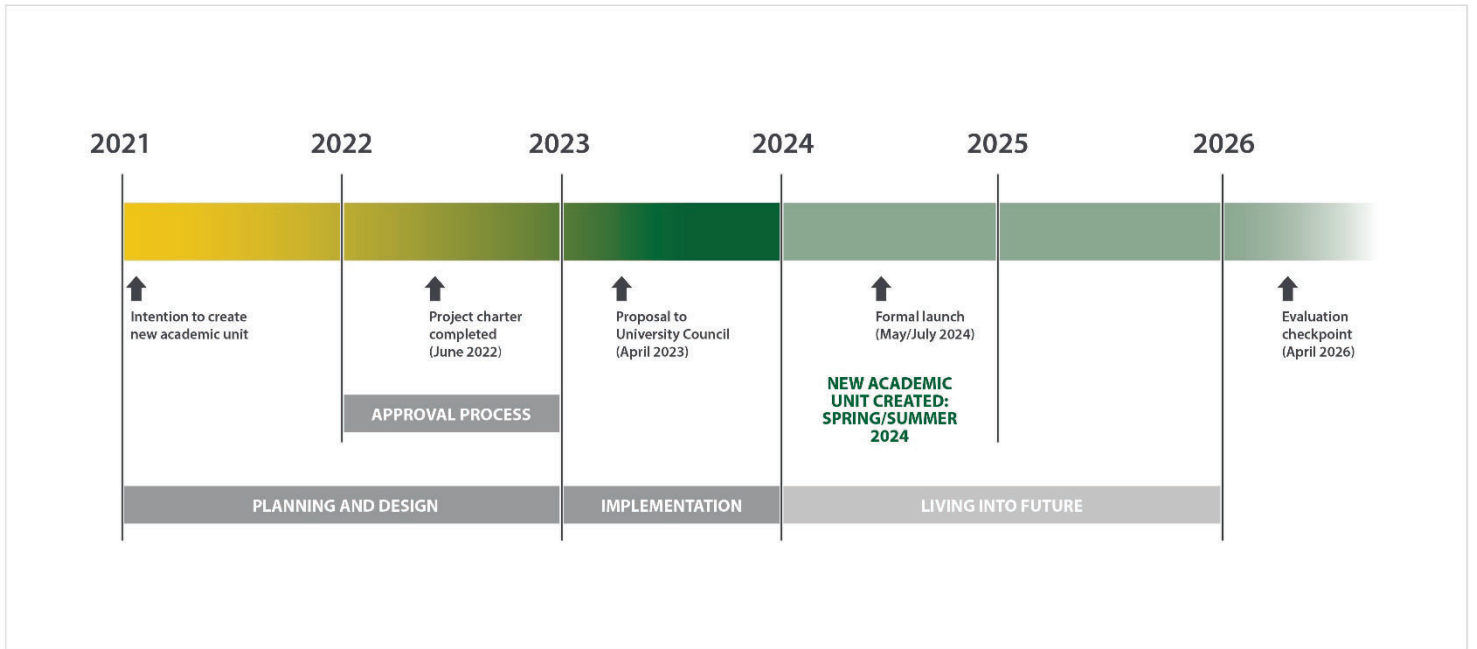 2021
2022
2023
2024
2025
2026
Intention to create
new academic unit
Project charter
completed
(June 2022)
Proposal to
University Council
(April 2023)
Formal launch
(May/July 2024)
Evaluation
checkpoint
(April 2026)
APPROVAL PROCESS
NEW ACADEMIC
UNIT CREATED:
SPRING/SUMMER
2024
PLANNING AND DESIGN
IMPLEMENTATION
LIVING INTO FUTURE